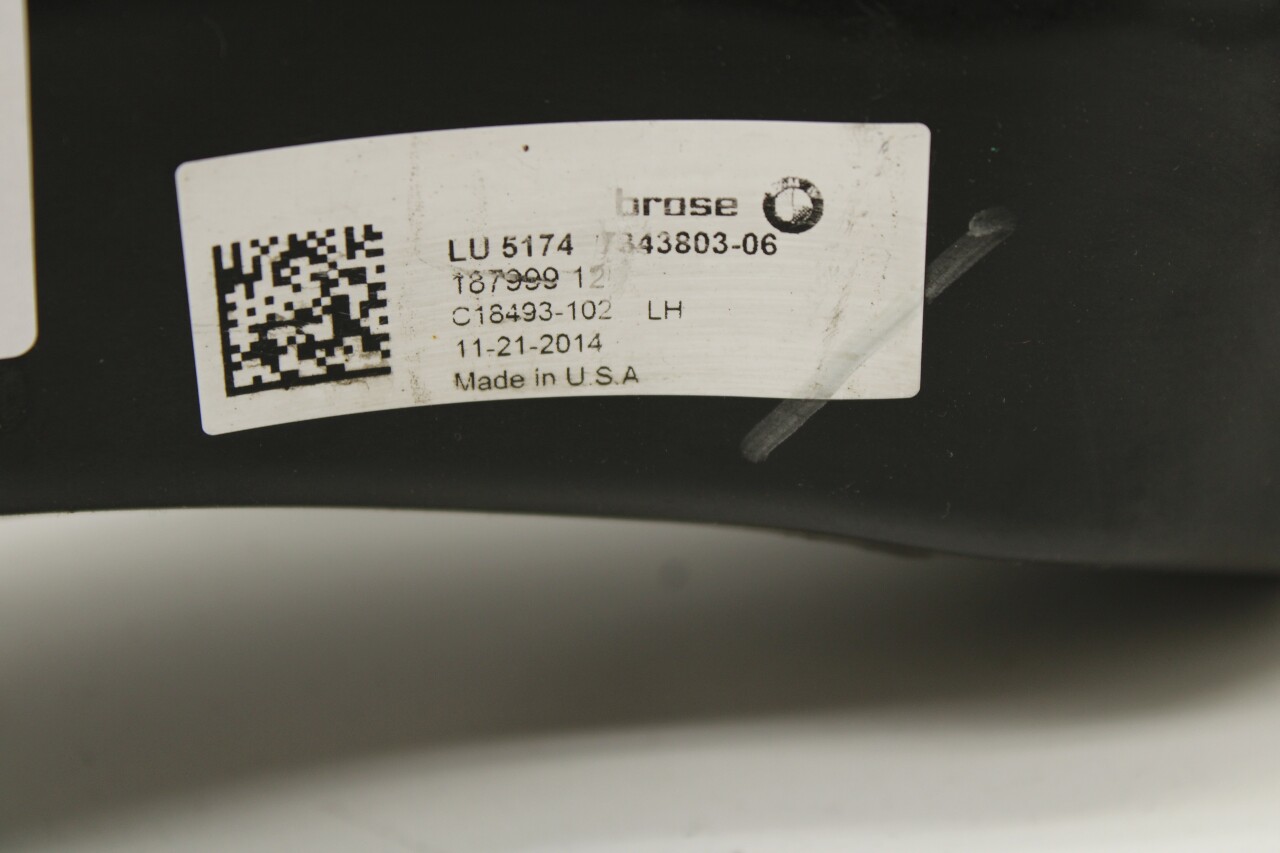 brose
LU 5174 7343803-06
187999 12
C18493-102 LH
11-21-2014
Made in U.S.A